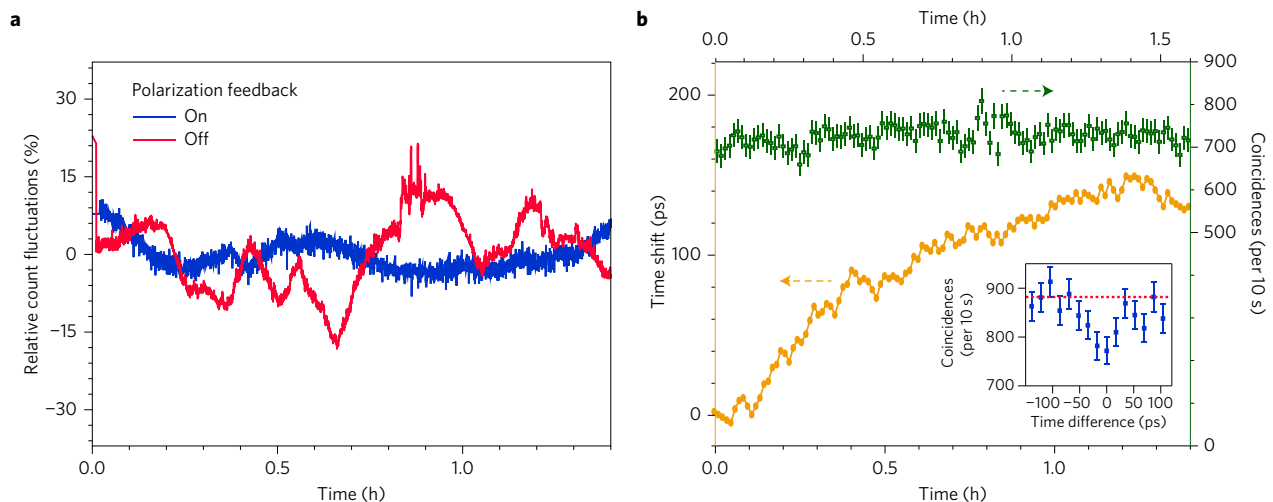 a
Relative count fluctuations (%)
30
15
0
−15
−30
Polarization feedback
On
Off
0.0 0.5 1.0
Time (h)
b
Time (h)
0.0 0.5 1.0 1.5
Time shift (ps)
200
100
0
900
800
700
600
500
0
Coincidences (per 10 s)
Coincidences
(per 10 s)
900
800
700
−100 −50 0 50 100
Time difference (ps)
0.0 0.5 1.0
Time (h)